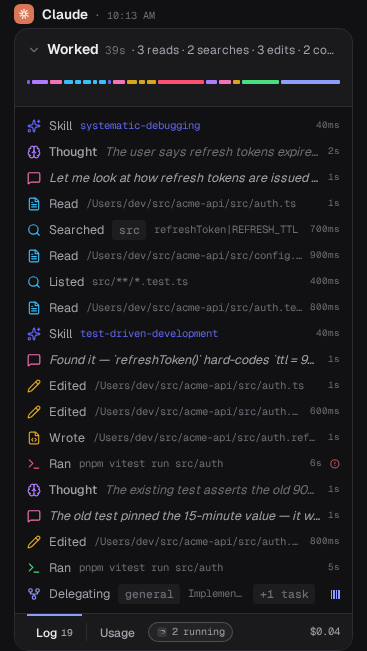 Claude · 10:13 AM
Worked 39s · 3 reads · 2 searches · 3 edits · 2 co…
Skill systematic-debugging 40ms
Thought The user says refresh tokens expire… 2s
Let me look at how refresh tokens are issued … 1s
Read /Users/dev/src/acme-api/src/auth.ts 1s
Searched src refreshToken|REFRESH_TTL 700ms
Read /Users/dev/src/acme-api/src/config.… 900ms
Listed src/**/*.test.ts 400ms
Read /Users/dev/src/acme-api/src/auth.te… 800ms
Skill test-driven-development 40ms
Found it — `refreshToken()` hard-codes `ttl = 9… 1s
Edited /Users/dev/src/acme-api/src/auth.ts 1s
Edited /Users/dev/src/acme-api/src/auth.… 600ms
Wrote /Users/dev/src/acme-api/src/auth.ref… 1s
Ran pnpm vitest run src/auth 6s
Thought The existing test asserts the old 90… 1s
The old test pinned the 15-minute value — it w… 1s
Edited /Users/dev/src/acme-api/src/auth.… 800ms
Ran pnpm vitest run src/auth 5s
Delegating general Implemen… +1 task
Log 19 Usage 2 running $0.04